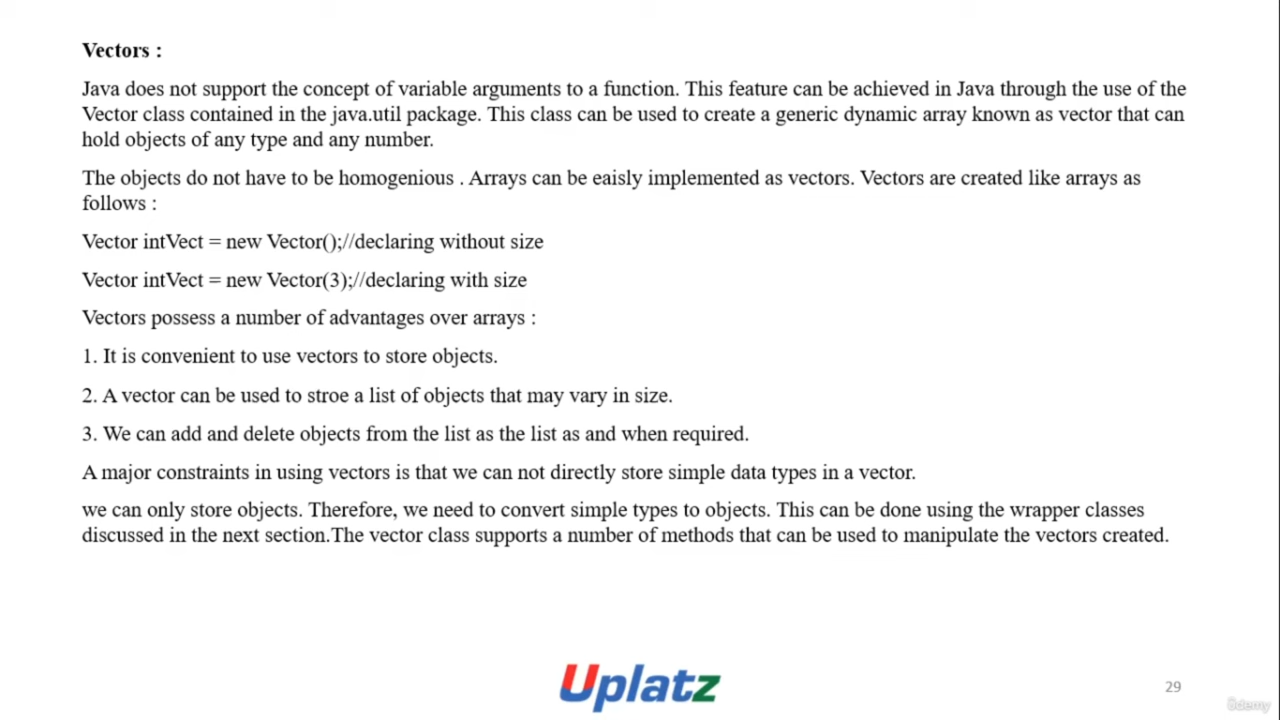 Vectors :
Java does not support the concept of variable arguments to a function. This feature can be achieved in Java through the use of the
Vector class contained in the java.util package. This class can be used to create a generic dynamic array known as vector that can
hold objects of any type and any number.
The objects do not have to be homogenious . Arrays can be eaisly implemented as vectors. Vectors are created like arrays as
follows :
Vector intVect = new Vector();//declaring without size
Vector intVect = new Vector(3);//declaring with size
Vectors possess a number of advantages over arrays :
1. It is convenient to use vectors to store objects.
2. A vector can be used to stroe a list of objects that may vary in size.
3. We can add and delete objects from the list as the list as and when required.
A major constraints in using vectors is that we can not directly store simple data types in a vector.
we can only store objects. Therefore, we need to convert simple types to objects. This can be done using the wrapper classes
discussed in the next section.The vector class supports a number of methods that can be used to manipulate the vectors created.
Uplatz
29
ûdemy